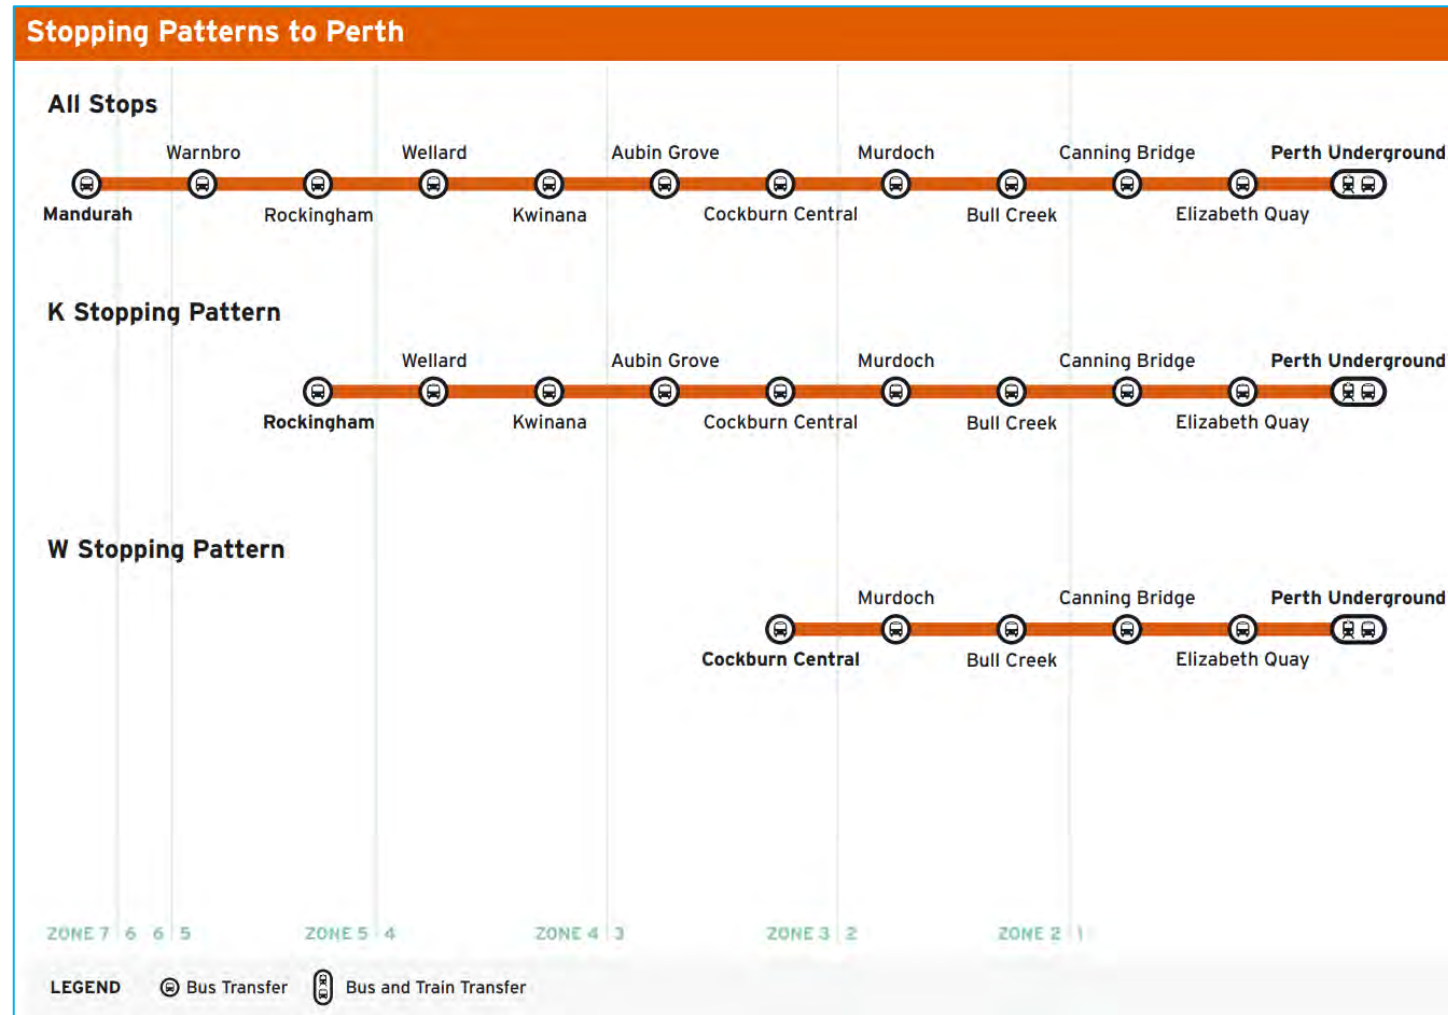 Stopping Patterns to Perth
All Stops
Warnbro Wellard Aubin Grove Murdoch Canning Bridge Perth Underground
Mandurah Rockingham Kwinana Cockburn Central Bull Creek Elizabeth Quay
K Stopping Pattern
Wellard Aubin Grove Murdoch Canning Bridge Perth Underground
Rockingham Kwinana Cockburn Central Bull Creek Elizabeth Quay
W Stopping Pattern
Murdoch Canning Bridge Perth Underground
Cockburn Central Bull Creek Elizabeth Quay
ZONE 7 6 6 5 ZONE 5 4 ZONE 4 3 ZONE 3 2 ZONE 2 1
LEGEND Bus Transfer Bus and Train Transfer